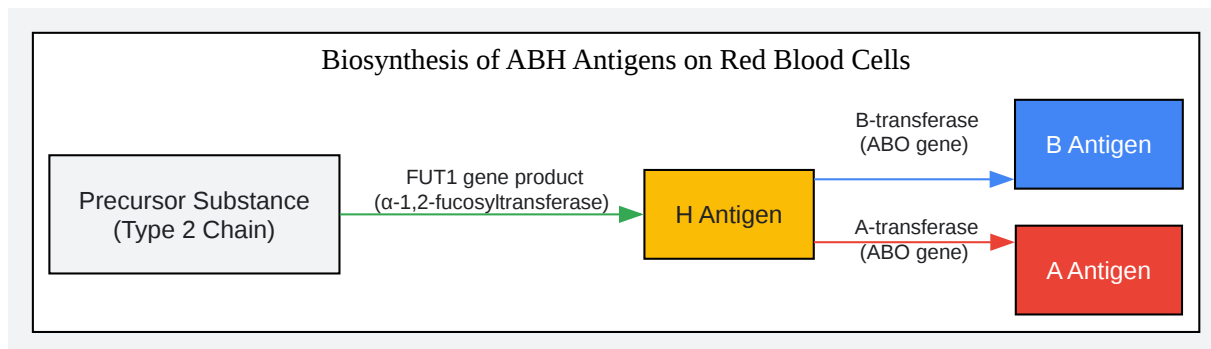 Biosynthesis of ABH Antigens on Red Blood Cells
Precursor Substance
(Type 2 Chain)
FUT1 gene product
(α-1,2-fucosyltransferase)
H Antigen
B-transferase
(ABO gene)
B Antigen
A-transferase
(ABO gene)
A Antigen